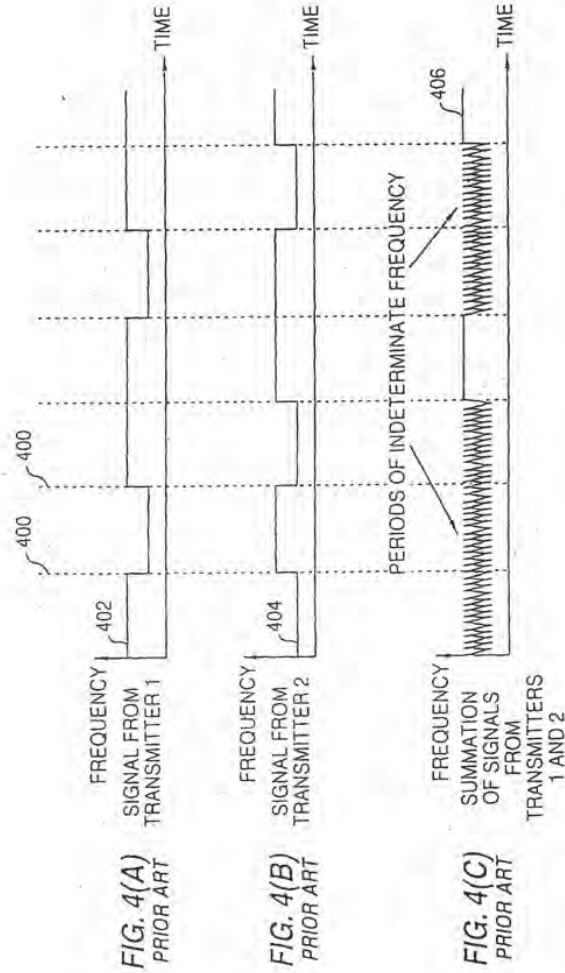 400
400
FREQUENCY
402
TIME
SIGNAL FROM
TRANSMITTER 1
FIG. 4(A)
PRIOR ART
FREQUENCY
404
TIME
SIGNAL FROM
TRANSMITTER 2
FIG. 4(B)
PRIOR ART
PERIODS OF INDETERMINATE FREQUENCY
FREQUENCY
406
TIME
SUMMATION
OF SIGNALS
FROM
TRANSMITTERS
1 AND 2
FIG. 4(C)
PRIOR ART